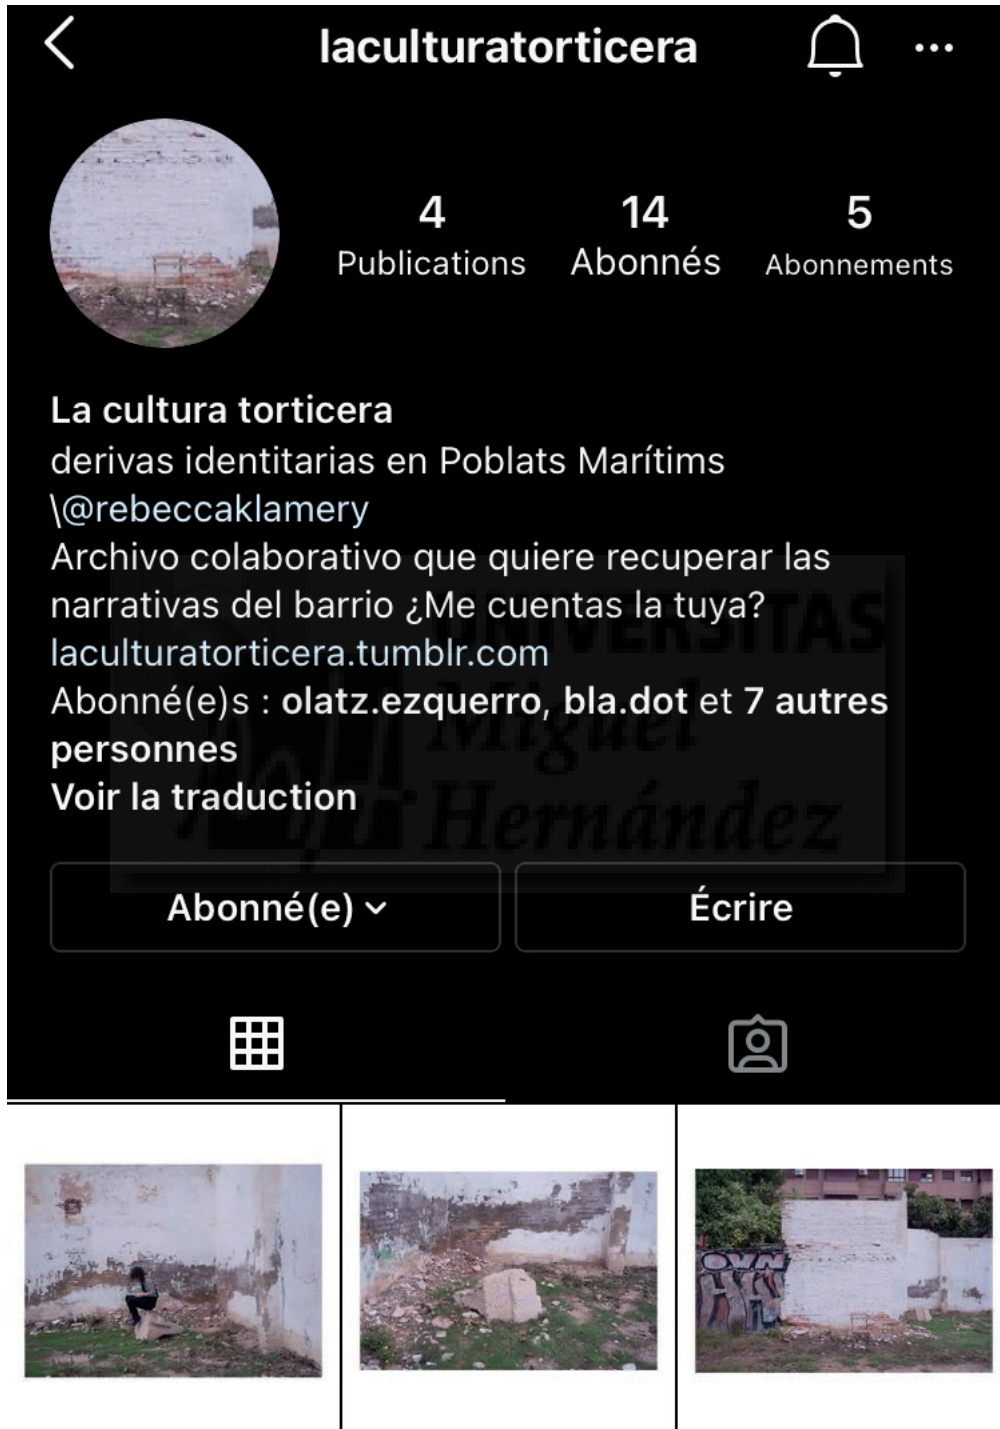 laculturatorticera
4
14
5
Publications
Abonnés
Abonnements
La cultura torticera
derivas identitarias en Poblats Marítims
\@rebeccaklamery
Archivo colaborativo que quiere recuperar las
narrativas del barrio ¿Me cuentas la tuya?
laculturatorticera.tumblr.com
Abonné(e)s : olatz.ezquerro, bla.dot et 7 autres
personnes
Voir la traduction
UNIVERSITAS
Miguel
Hernández
Abonné(e)
Écrire
OVNI